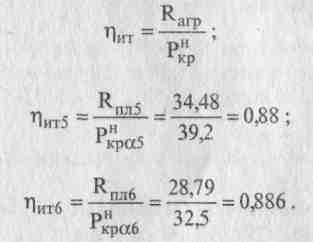 η_ит = R_агр / P^н_кр ;
η_ит5 = R_пл5 / P^н_крα5 = 34,48 / 39,2 = 0,88 ;
η_ит6 = R_пл6 / P^н_крα6 = 28,79 / 32,5 = 0,886 .